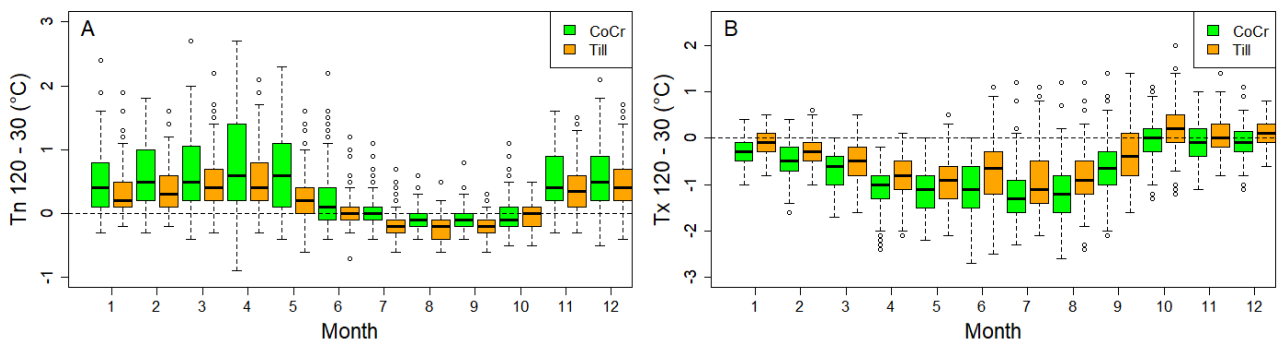 A
CoCr
Till
Tn 120 - 30 (°C)
3
2
1
0
-1
1 2 3 4 5 6 7 8 9 10 11 12
Month
B
CoCr
Till
Tx 120 - 30 (°C)
2
1
0
-1
-2
-3
1 2 3 4 5 6 7 8 9 10 11 12
Month